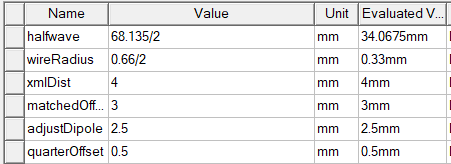 Name Value Unit Evaluated V...
halfwave 68.135/2 mm 34.0675mm
wireRadius 0.66/2 mm 0.33mm
xmlDist 4 mm 4mm
matchedOff... 3 mm 3mm
adjustDipole 2.5 mm 2.5mm
quarterOffset 0.5 mm 0.5mm